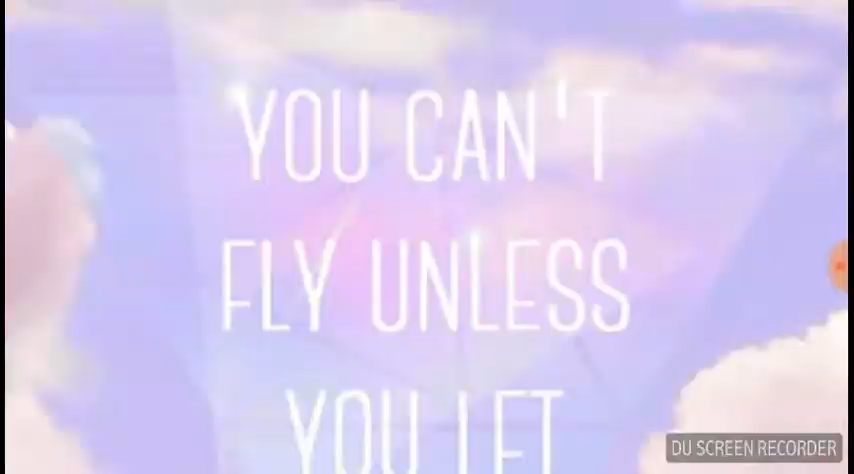 YOU CAN'T
FLY UNLESS
YOU LET
DU SCREEN RECORDER